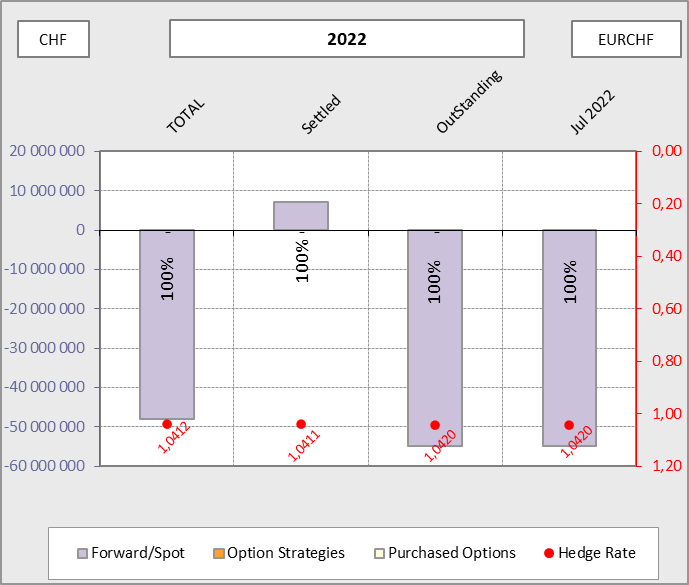 CHF
2022
EURCHF
TOTAL
Settled
OutStanding
Jul 2022
20 000 000
10 000 000
0
-10 000 000
-20 000 000
-30 000 000
-40 000 000
-50 000 000
-60 000 000
0,00
0,20
0,40
0,60
0,80
1,00
1,20
100%
100%
100%
100%
1,0412
1,0411
1,0420
1,0420
Forward/Spot
Option Strategies
Purchased Options
Hedge Rate